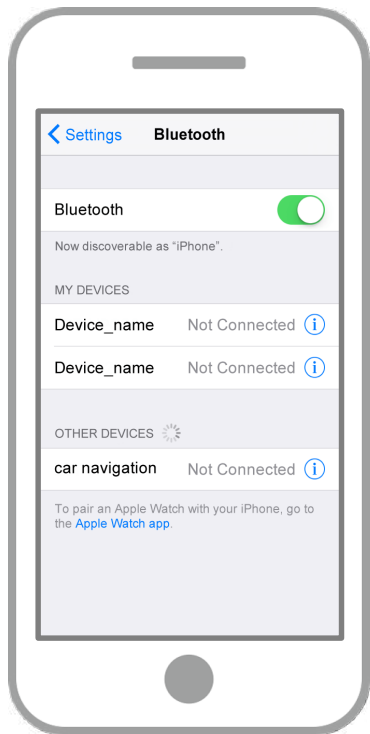 Settings Bluetooth
Bluetooth
Now discoverable as “iPhone”.
MY DEVICES
Device_name Not Connected i
Device_name Not Connected i
OTHER DEVICES
car navigation Not Connected i
To pair an Apple Watch with your iPhone, go to
the Apple Watch app.